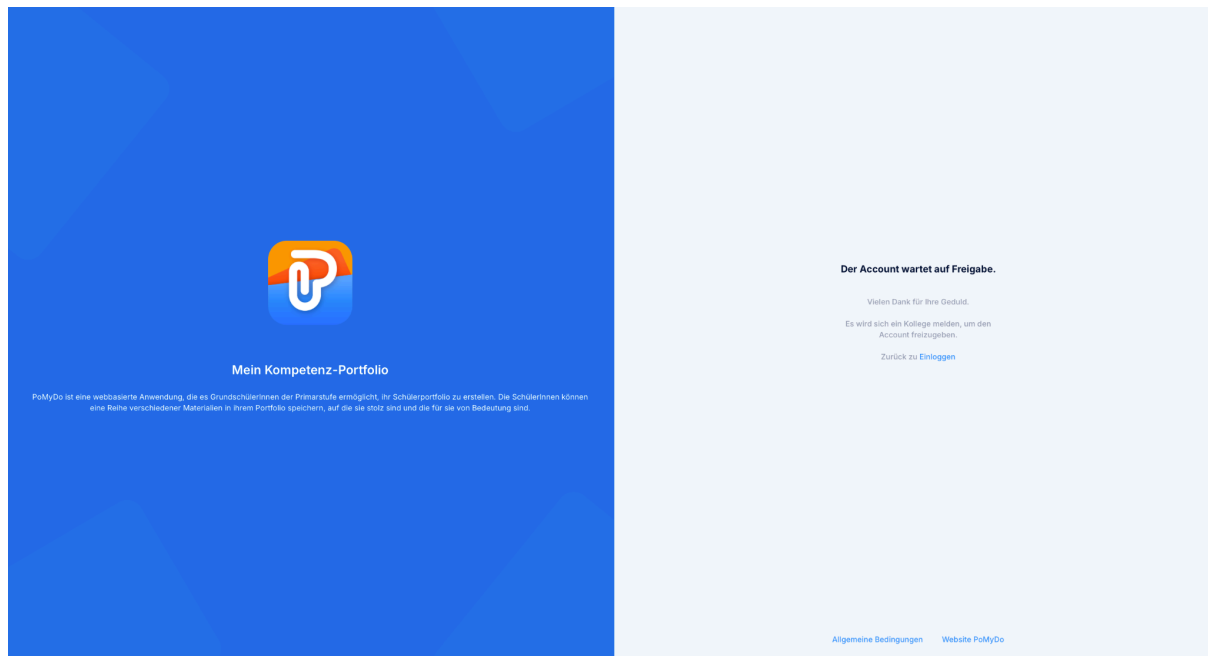 Mein Kompetenz-Portfolio
PoMyDo ist eine webbasierte Anwendung, die es GrundschülerInnen der Primarstufe ermöglicht, ihr Schülerportfolio zu erstellen. Die SchülerInnen können
eine Reihe verschiedener Materialien in ihrem Portfolio speichern, auf die sie stolz sind und die für sie von Bedeutung sind.
Der Account wartet auf Freigabe.
Vielen Dank für Ihre Geduld.
Es wird sich ein Kollege melden, um den
Account freizugeben.
Zurück zu Einloggen
Allgemeine Bedingungen Website PoMyDo